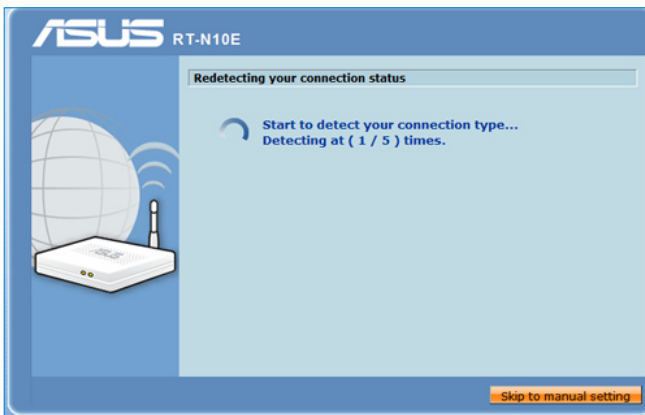 ASUS RT-N10E
Redetecting your connection status
Start to detect your connection type...
Detecting at ( 1 / 5 ) times.
ASUS
Skip to manual setting